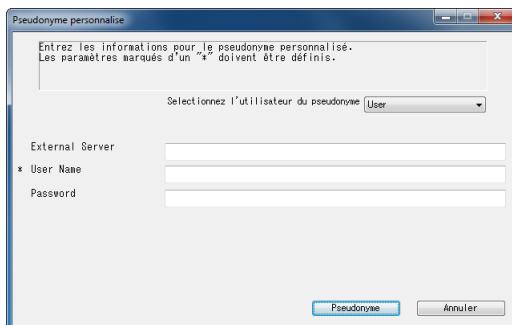 Pseudonyme personnalise
Entrez les informations pour le pseudonyme personnalisé.
Les paramètres marqués d'un "*" doivent être définis.
Selectionnez l'utilisateur du pseudonyme User
External Server
* User Name
Password
Pseudonyme Annuler